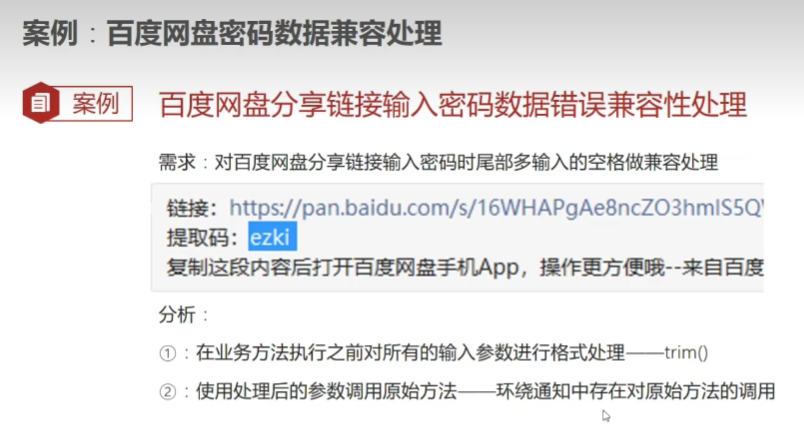 案例：百度网盘密码数据兼容处理
案例
百度网盘分享链接输入密码数据错误兼容性处理
需求：对百度网盘分享链接输入密码时尾部多输入的空格做兼容处理
链接：https://pan.baidu.com/s/16WHAPgAe8ncZO3hmlS5Q
提取码：ezki
复制这段内容后打开百度网盘手机App，操作更方便哦--来自百度
分析：
①：在业务方法执行之前对所有的输入参数进行格式处理——trim()
②：使用处理后的参数调用原始方法——环绕通知中存在对原始方法的调用